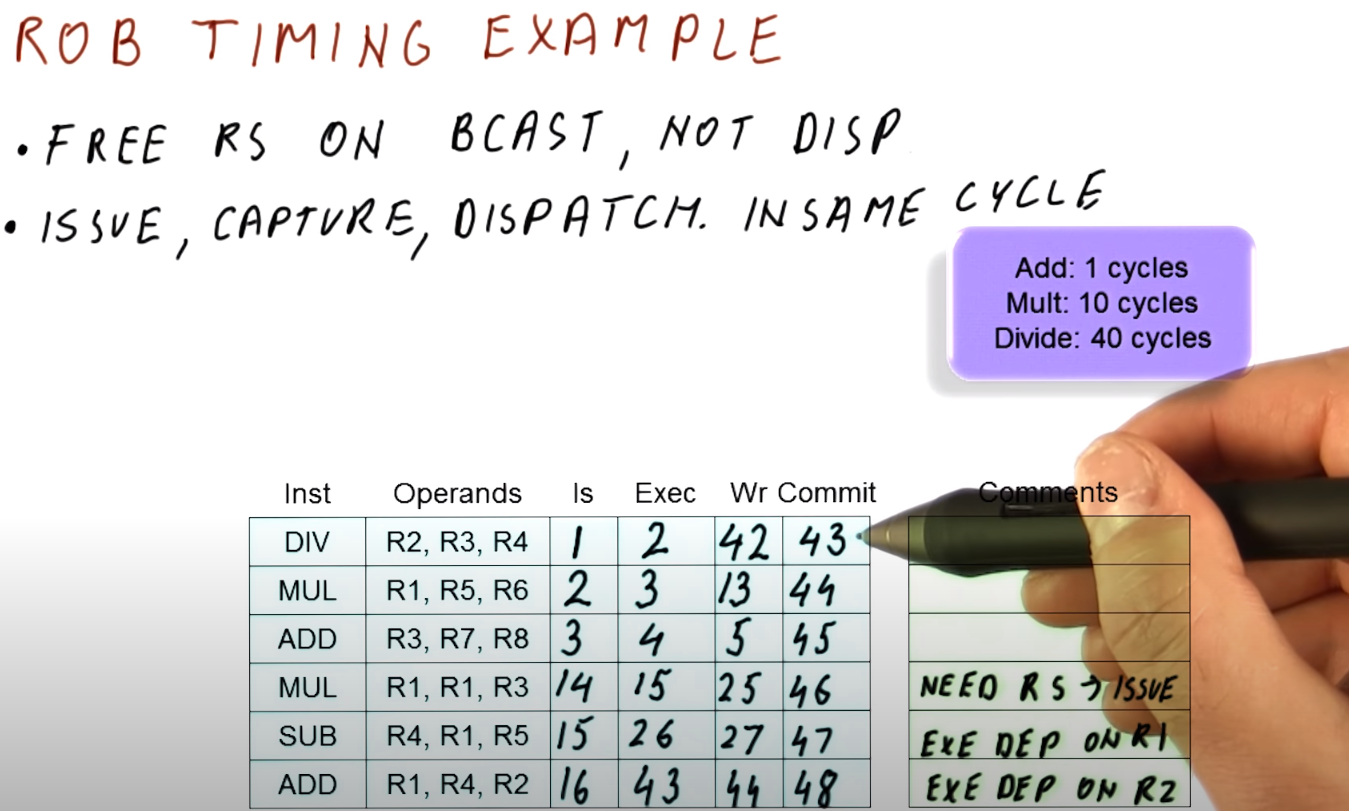 ROB TIMING EXAMPLE
• FREE RS ON BCAST, NOT DISP
• ISSUE, CAPTURE, DISPATCH. IN SAME CYCLE
Add: 1 cycles
Mult: 10 cycles
Divide: 40 cycles
Inst Operands Is Exec Wr Commit Comments
DIV R2, R3, R4 1 2 42 43
MUL R1, R5, R6 2 3 13 44
ADD R3, R7, R8 3 4 5 45
MUL R1, R1, R3 14 15 25 46 NEED RS → ISSUE
SUB R4, R1, R5 15 26 27 47 EXE DEP ON R1
ADD R1, R4, R2 16 43 44 48 EXE DEP ON R2